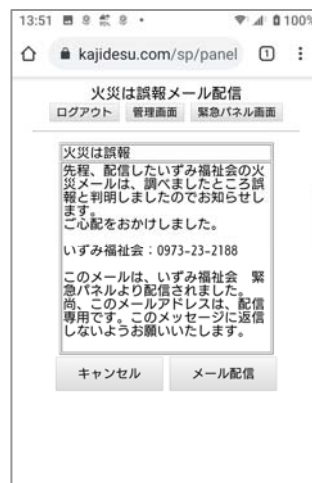 13:51
100%
kajidesu.com/sp/panel
1
火災は誤報メール配信
ログアウト 管理画面 緊急パネル画面
火災は誤報
先程、配信したいずみ福祉会の火
災メールは、調べましたところ誤
報と判明しましたのでお知らせし
ます。
ご心配をおかけしました。
いずみ福祉会:0973-23-2188
このメールは、いずみ福祉会 緊
急パネルより配信されました。
尚、このメールアドレスは、配信
専用です。このメッセージに返信
しないようお願いいたします。
キャンセル メール配信